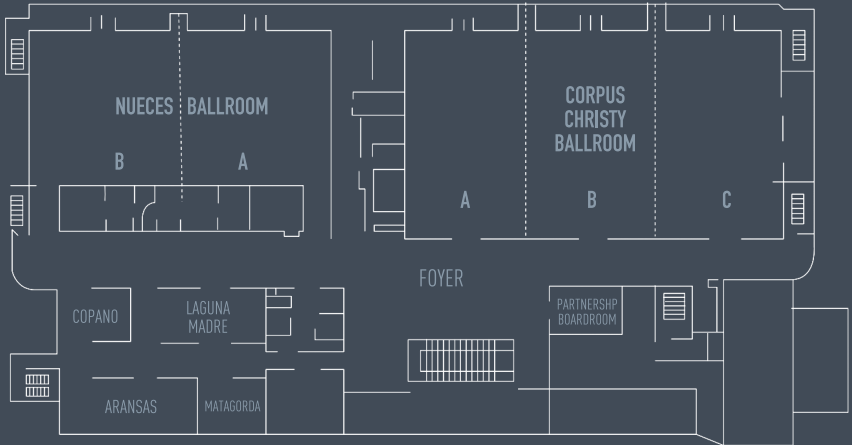 NUECES BALLROOM
B
A
CORPUS
CHRISTY
BALLROOM
A
B
C
FOYER
COPANO
LAGUNA
MADRE
PARTNERSHP
BOARDROOM
ARANSAS
MATAGORDA